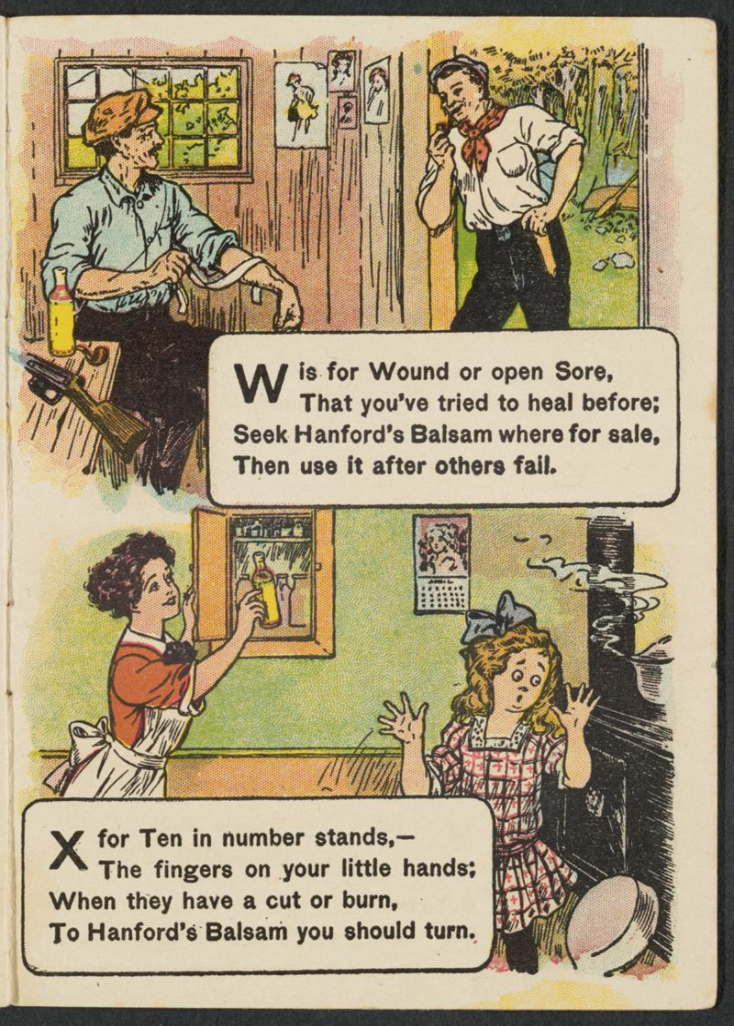 W is for Wound or open Sore,
That you've tried to heal before;
Seek Hanford's Balsam where for sale,
Then use it after others fail.
APRIL
X for Ten in number stands,—
The fingers on your little hands;
When they have a cut or burn,
To Hanford's Balsam you should turn.